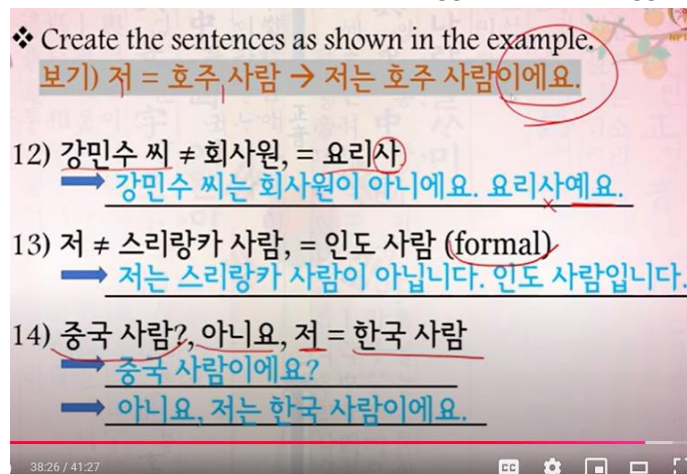 ❖ Create the sentences as shown in the example.
보기) 저 = 호주 사람 → 저는 호주 사람이에요.
12) 강민수 씨 ≠ 회사원, = 요리사
강민수 씨는 회사원이 아니에요. 요리사예요.
13) 저 ≠ 스리랑카 사람, = 인도 사람 (formal)
저는 스리랑카 사람이 아닙니다. 인도 사람입니다.
14) 중국 사람?, 아니요, 저 = 한국 사람
중국 사람이에요?
아니요, 저는 한국 사람이에요.
38:26 / 41:27
CC